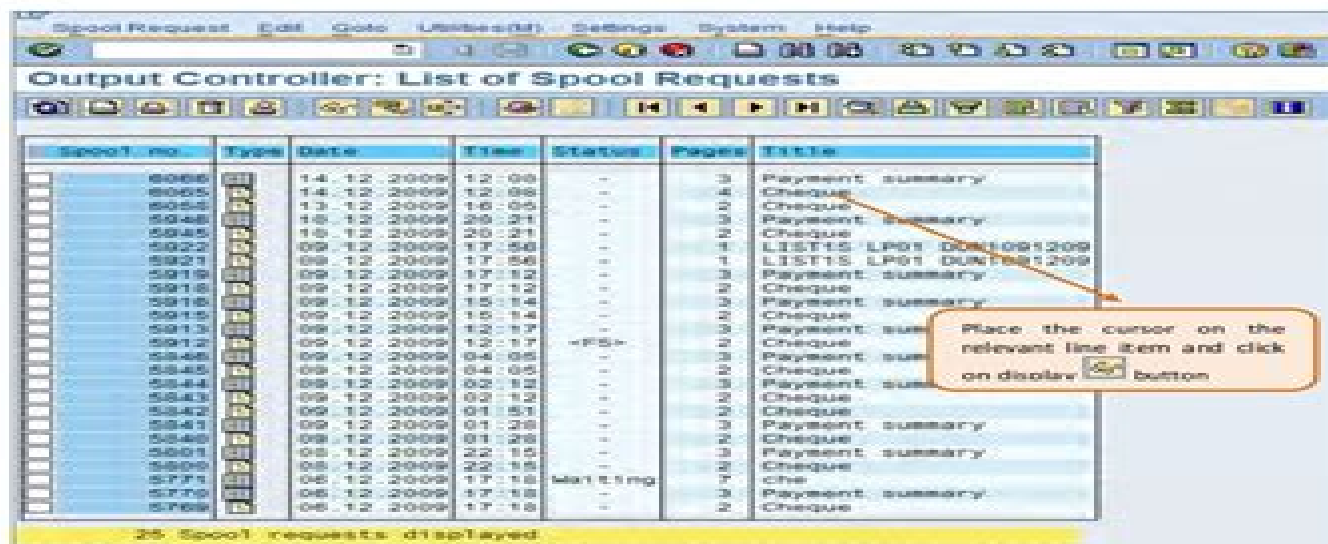 Spool Request Edit Goto Utilities(M) Settings System Help
Output Controller: List of Spool Requests
Spool no. Type Date Time Status Pages Title
6066 14.12.2009 12:08 - 3 Payment summary
6065 14.12.2009 12:08 - 4 Cheque
13.12.2009 16:05 - 2 Cheque
5946 10.12.2009 20:21 - 3 Payment summary
5945 10.12.2009 20:21 - 2 Cheque
5922 09.12.2009 17:56 - 1 LIST1S LP01
5921 09.12.2009 17:56 - 1 LIST1S LP01
5919 09.12.2009 17:12 - 3 Payment summary
5918 09.12.2009 17:12 - 2 Cheque
5916 09.12.2009 15:14 - 3 Payment summary
5915 09.12.2009 15:14 - 2 Cheque
5913 09.12.2009 12:17 - 3 Payment
5912 09.12.2009 12:17 <F5> 2 Cheque
5846 09.12.2009 04:05 - 3 Payment
5845 09.12.2009 04:05 - 2 Cheque
5844 09.12.2009 02:12 - 3 Payment
5843 09.12.2009 02:12 - 2 Cheque
5842 09.12.2009 01:51 - 2 Cheque
5841 09.12.2009 01:28 - 3 Payment summary
5840 09.12.2009 01:28 - 2 Cheque
5801 08.12.2009 22:15 - 3 Payment summary
5800 08.12.2009 22:15 - 2 Cheque
5771 06.12.2009 17:18 Waiting 7 che
5770 06.12.2009 17:18 - 3 Payment summary
5769 06.12.2009 17:18 - 2 Cheque
25 Spool requests displayed
Place the cursor on the
relevant line item and click
on display button